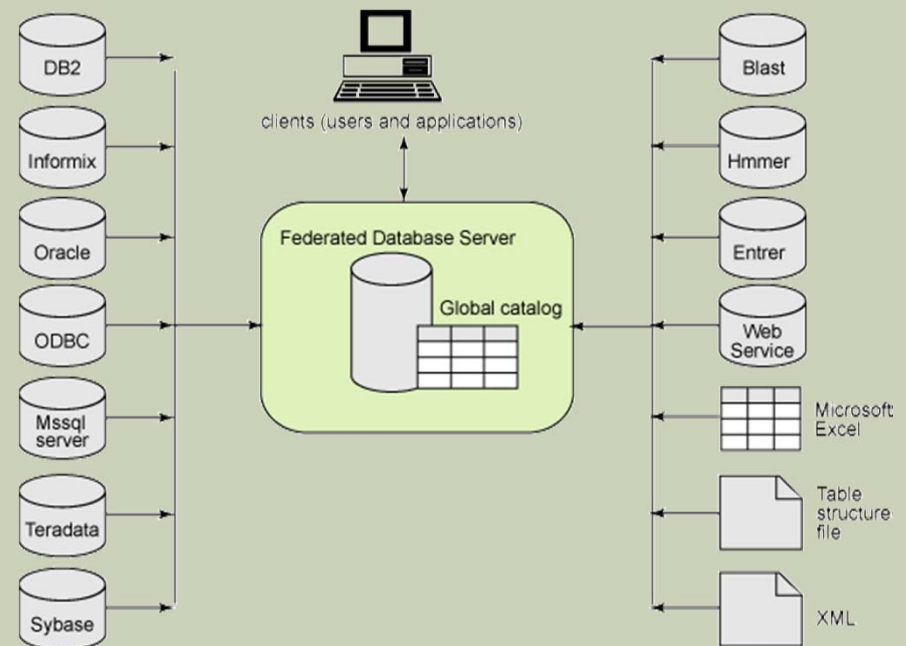 DB2
Informix
Oracle
ODBC
Mssql
server
Teradata
Sybase
clients (users and applications)
Federated Database Server
Global catalog
Blast
Hmmer
Entrer
Web
Service
Microsoft
Excel
Table
structure
file
XML